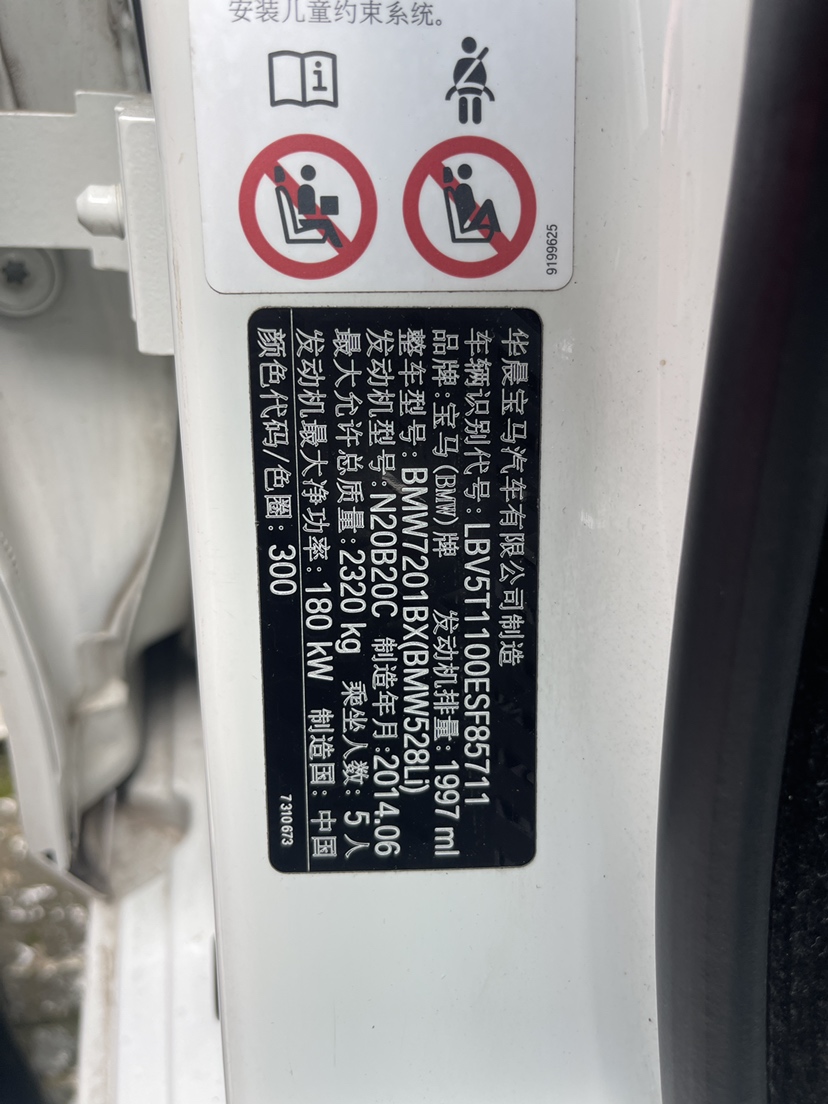 安装儿童约束系统。
9199625
华晨宝马汽车有限公司制造
车辆识别代号：LBV5T1100ESF85711
品牌：宝马(BMW)牌 发动机排量：1997 ml
整车型号：BMW7201BX(BMW528Li)
发动机型号：N20B20C 制造年月：2014.06
最大允许总质量：2320 kg 乘坐人数：5 人
发动机最大净功率：180 kW 制造国：中国
颜色代码/色圈：300
7310673